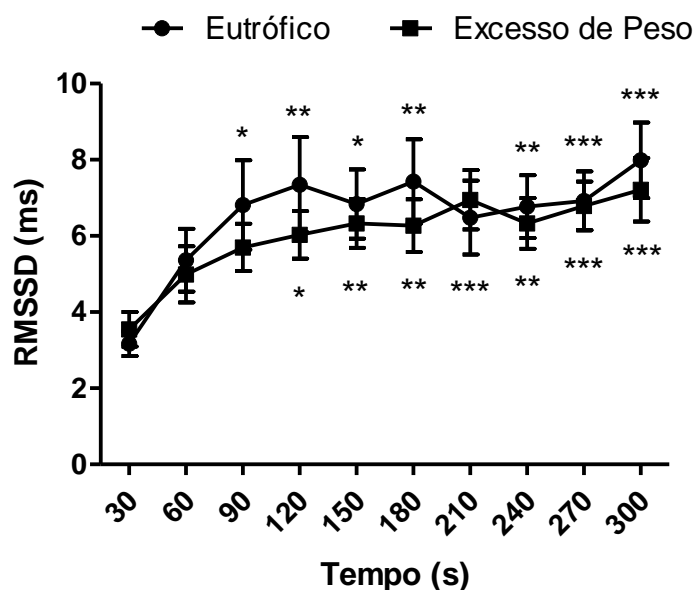 Eutrófico Excesso de Peso
RMSSD (ms)
10
8
6
4
2
0
* ** * ** ** *** ***
* ** ** *** ** *** ***
30 60 90 120 150 180 210 240 270 300
Tempo (s)